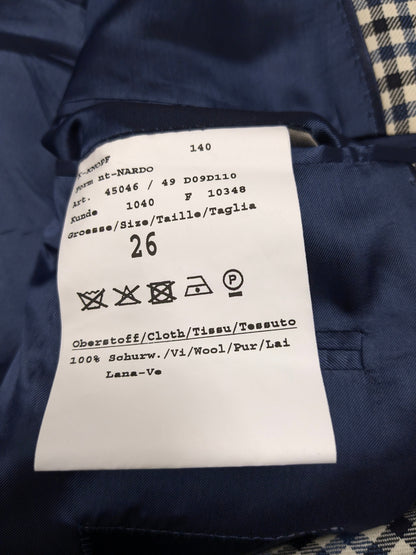 -KNOPF 140
Form nt-NARDO
Art. 45046 / 49 D09D110
Kunde 1040 F 10348
Groesse/Size/Taille/Taglia
26
P
Oberstoff/Cloth/Tissu/Tessuto
100% Schurw./Vi/Wool/Pur/Lai
Lana-Ve